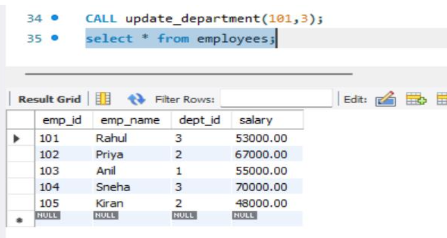 34 CALL update_department(101,3);
35 select * from employees;
Result Grid Filter Rows: Edit:
emp_id emp_name dept_id salary
101 Rahul 3 53000.00
102 Priya 2 67000.00
103 Anil 1 55000.00
104 Sneha 3 70000.00
105 Kiran 2 48000.00
NULL NULL NULL NULL